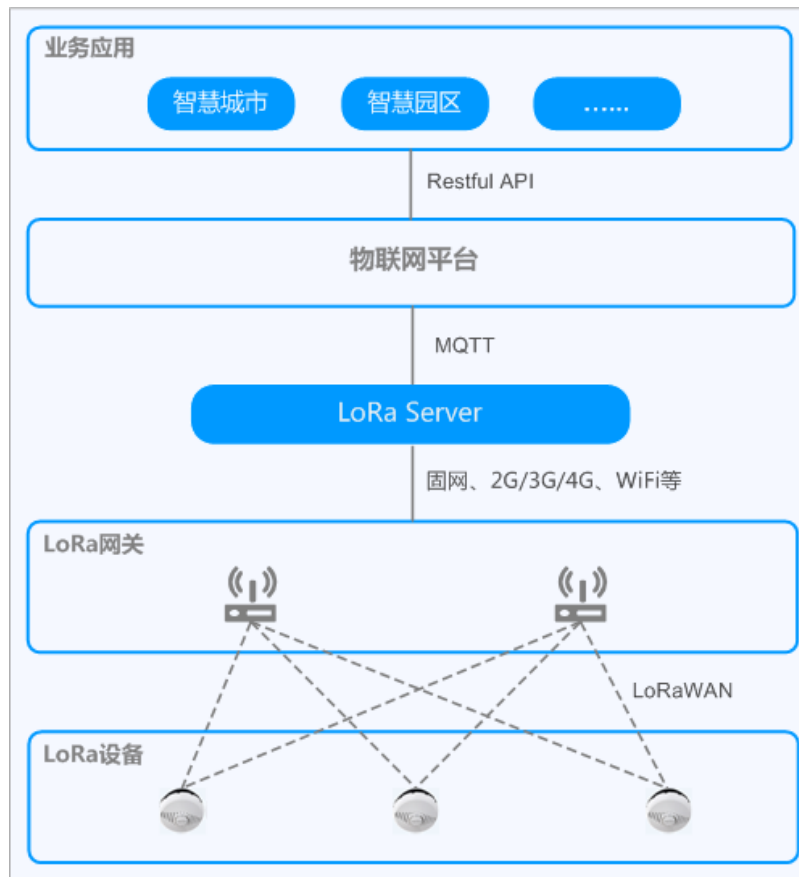 业务应用
智慧城市
智慧园区
......
Restful API
物联网平台
MQTT
LoRa Server
固网、2G/3G/4G、WiFi等
LoRa网关
LoRaWAN
LoRa设备